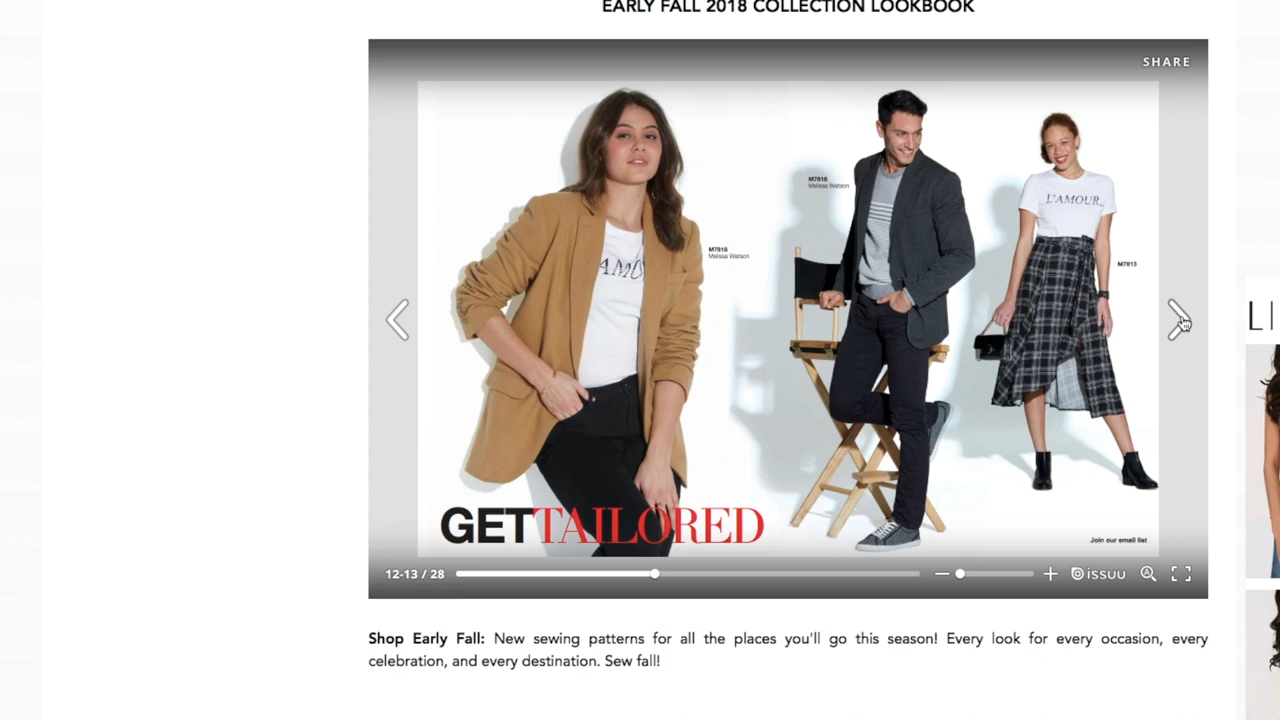 EARLY FALL 2018 COLLECTION LOOKBOOK
SHARE
M7818
Melissa Watson
M7818
Melissa Watson
L'AMOUR
M7813
AMO
GETTAILORED
Join our email list
12-13 / 28
issuu
Shop Early Fall: New sewing patterns for all the places you'll go this season! Every look for every occasion, every
celebration, and every destination. Sew fall!